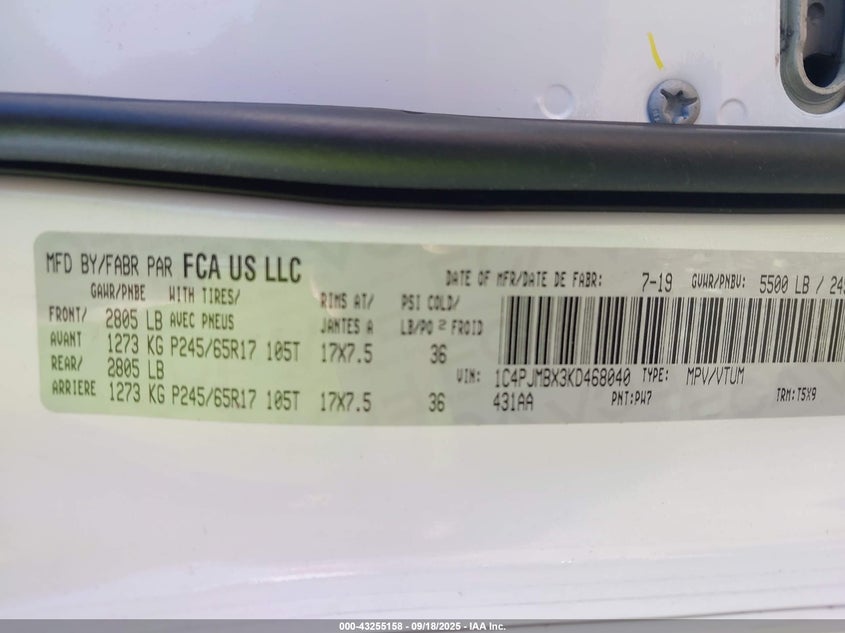 MFD BY/FABR PAR FCA US LLC
DATE OF MFR/DATE DE FABR: 7-19 GVWR/PNBV: 5500 LB /
GAWR/PNBE WITH TIRES/ RIMS AT/ PSI COLD/
FRONT/ 2805 LB AVEC PNEUS JANTES A LB/PO 2 FROID
AVANT 1273 KG P245/65R17 105T 17X7.5 36
REAR/ 2805 LB
ARRIERE 1273 KG P245/65R17 105T 17X7.5 36
VIN: 1C4PJMBX3KD468040 TYPE: MPV/VTUM
431AA PNT:PW7 TRM:T5X9
000-43255158 - 09/18/2025 - IAA Inc.